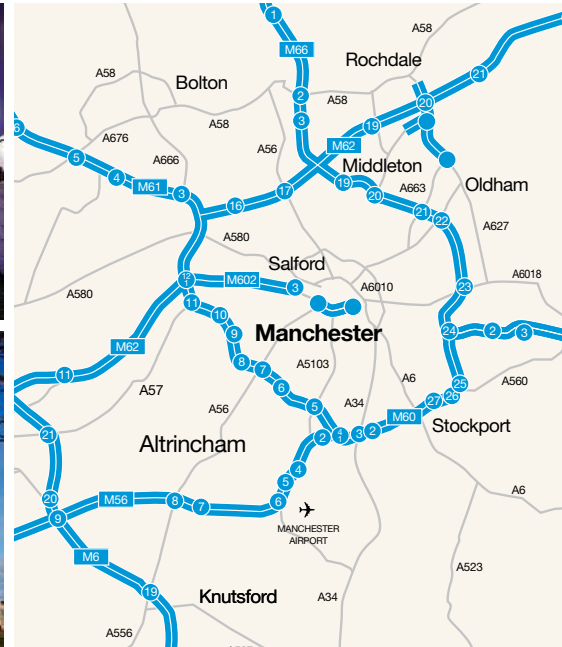 1
A58
M66
Rochdale
A58
21
Bolton
2
A58
20
3
A58
19
6
A676
M62
A56
5
A666
Middleton
4
M61
3
17
19
20
A663
Oldham
16
21
22
A627
A580
Salford
12
1
M602
3
A6010
23
A6018
A580
11
10
Manchester
24
2
3
M62
9
8
7
A5103
11
6
A6
25
A560
A57
5
A34
27
26
A56
M60
21
Altrincham
2
4
1
3
2
Stockport
4
5
20
M56
8
7
6
A6
9
MANCHESTER
AIRPORT
M6
A523
19
Knutsford
A34
A556